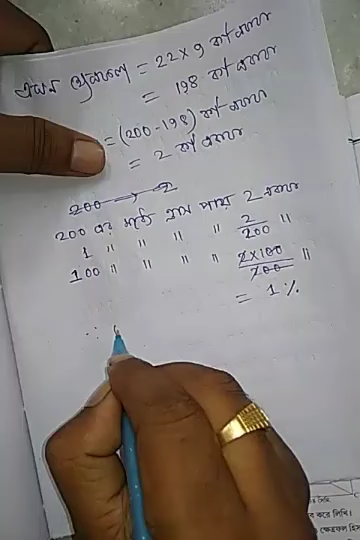 এখন ক্ষেত্রফল = 22 × 9 বর্গ একক
= 198 বর্গ একক
= (200 - 198) বর্গ একক
= 2 বর্গ একক
200 → 2
200 এর মধ্যে হ্রাস পায় 2 একক
1 " " " " 2/200 "
100 " " " " 2×100/200 "
= 1%
∴